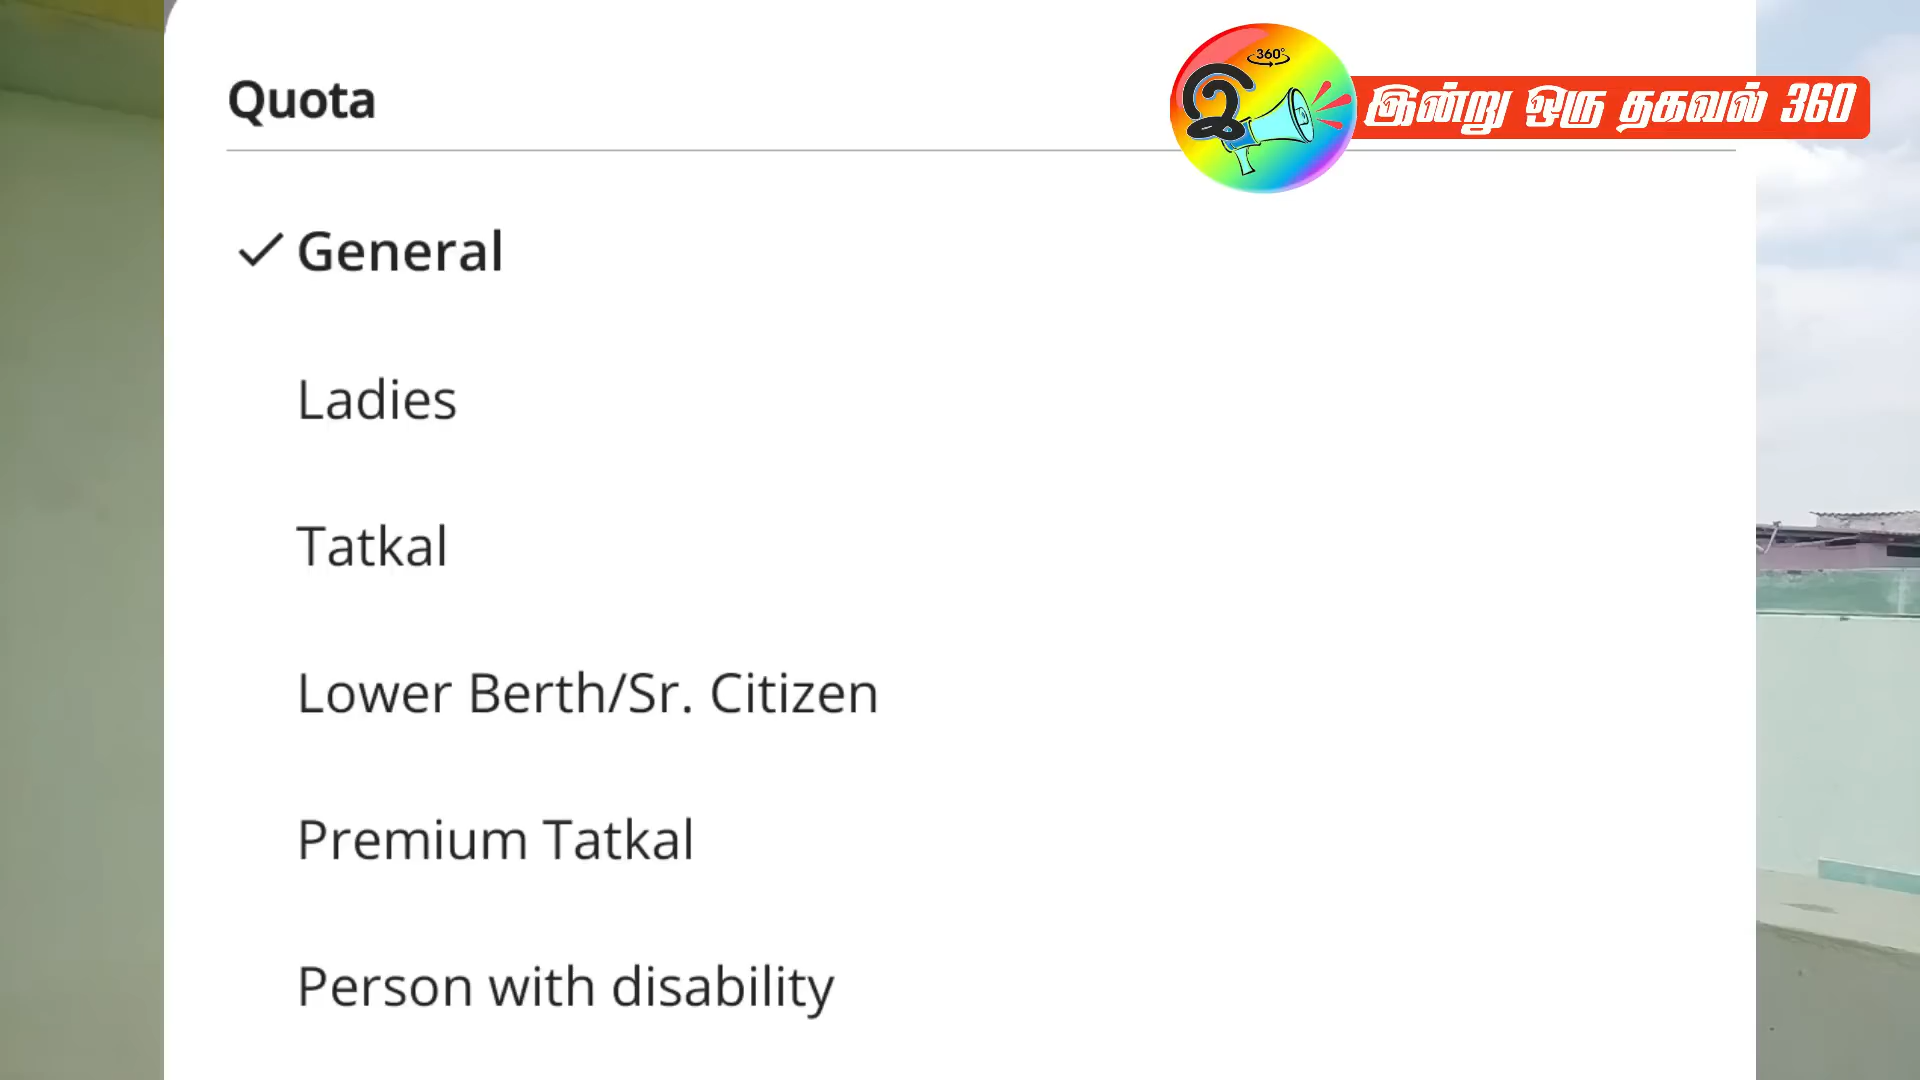 Quota
360°
இ
இன்று ஒரு தகவல் 360
General
Ladies
Tatkal
Lower Berth/Sr. Citizen
Premium Tatkal
Person with disability